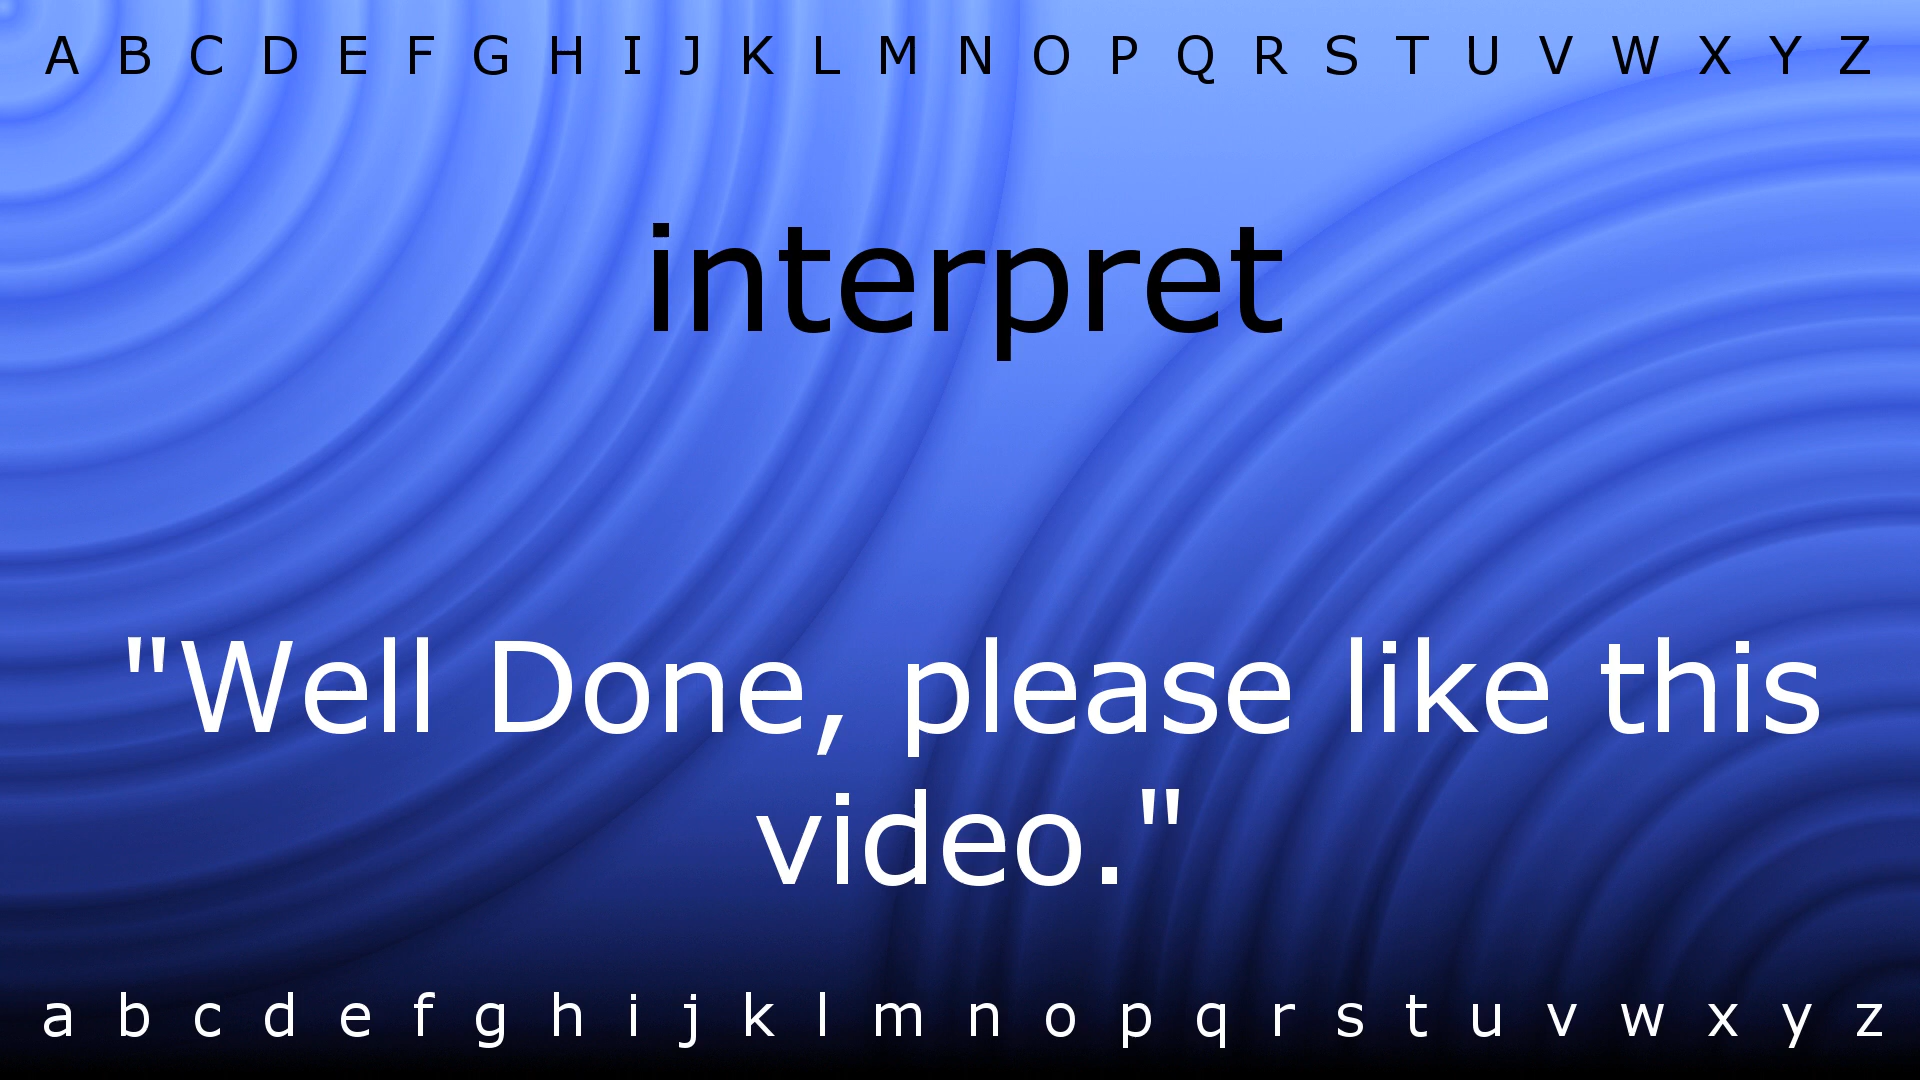 A B C D E F G H I J K L M N O P Q R S T U V W X Y Z
interpret
"Well Done, please like this
video."
a b c d e f g h i j k l m n o p q r s t u v w x y z